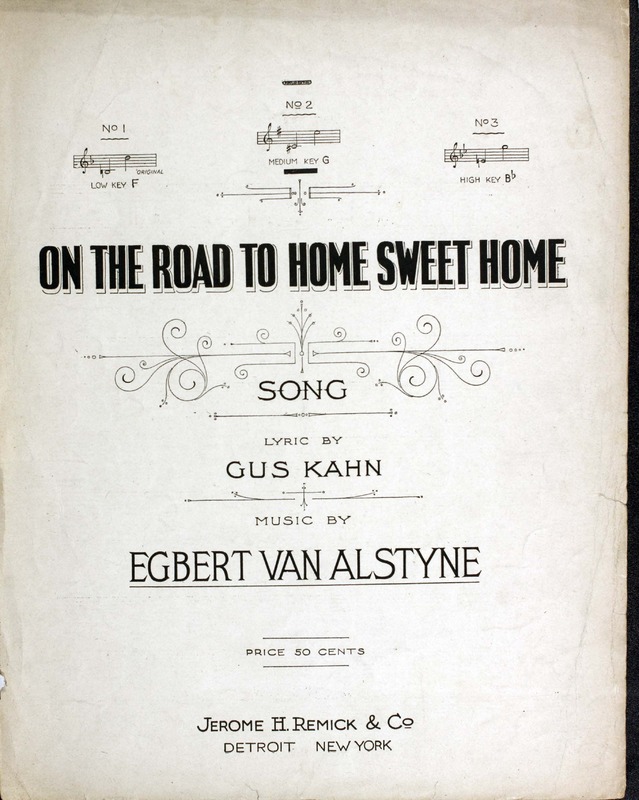 No 1
No 2
No 3
LOW KEY F
ORIGINAL
MEDIUM KEY G
HIGH KEY B♭
ON THE ROAD TO HOME SWEET HOME
SONG
LYRIC BY
GUS KAHN
MUSIC BY
EGBERT VAN ALSTYNE
PRICE 50 CENTS
JEROME H. REMICK & Co
DETROIT NEW YORK